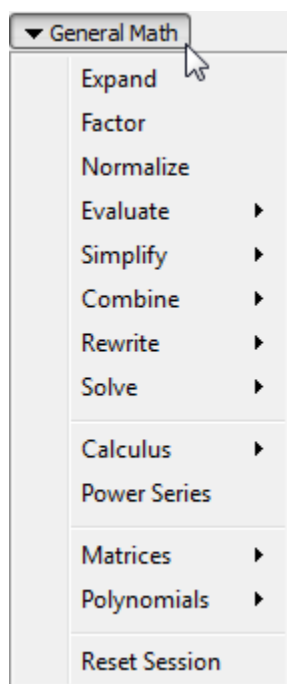 General Math
Expand
Factor
Normalize
Evaluate
Simplify
Combine
Rewrite
Solve
Calculus
Power Series
Matrices
Polynomials
Reset Session